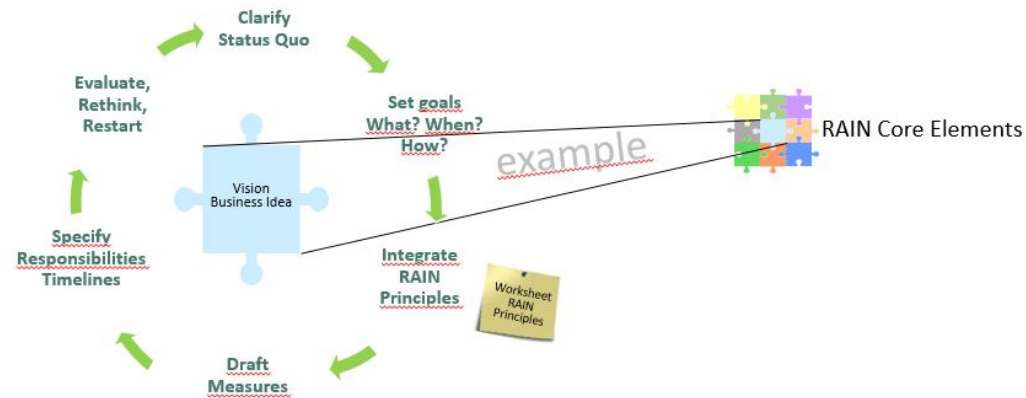 Clarify
Status Quo
Evaluate,
Rethink,
Restart
Set goals
What? When?
How?
example
RAIN Core Elements
Vision
Business Idea
Specify
Responsibilities
Timelines
Integrate
RAIN
Principles
Worksheet
RAIN
Principles
Draft
Measures